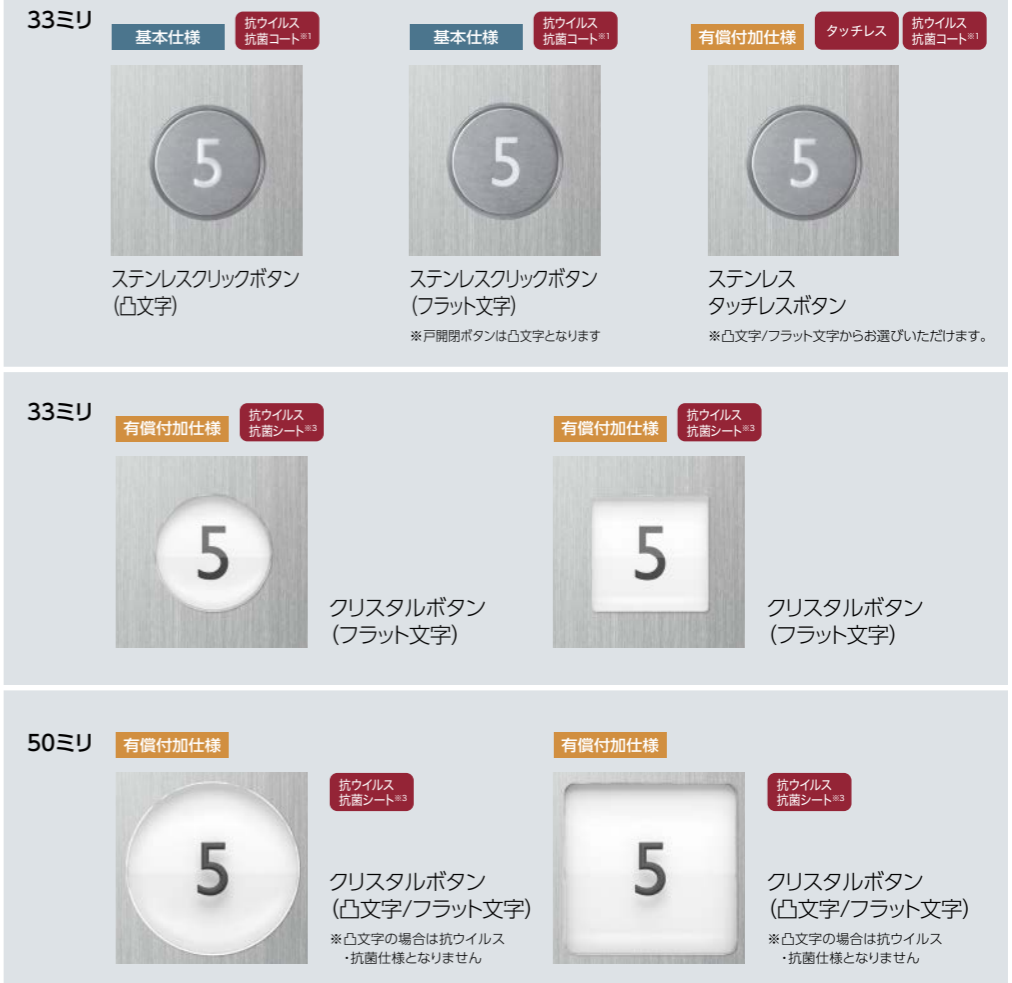 33ミリ
基本仕様
抗ウイルス
抗菌コート※1
5
ステンレスクリックボタン
(凸文字)
基本仕様
抗ウイルス
抗菌コート※1
5
ステンレスクリックボタン
(フラット文字)
※戸開閉ボタンは凸文字となります
有償付加仕様
タッチレス
抗ウイルス
抗菌コート※1
5
ステンレス
タッチレスボタン
※凸文字/フラット文字からお選びいただけます。
33ミリ
有償付加仕様
抗ウイルス
抗菌シート※3
5
クリスタルボタン
(フラット文字)
有償付加仕様
抗ウイルス
抗菌シート※3
5
クリスタルボタン
(フラット文字)
50ミリ
有償付加仕様
5
抗ウイルス
抗菌シート※3
クリスタルボタン
(凸文字/フラット文字)
※凸文字の場合は抗ウイルス
・抗菌仕様となりません
有償付加仕様
5
抗ウイルス
抗菌シート※3
クリスタルボタン
(凸文字/フラット文字)
※凸文字の場合は抗ウイルス
・抗菌仕様となりません